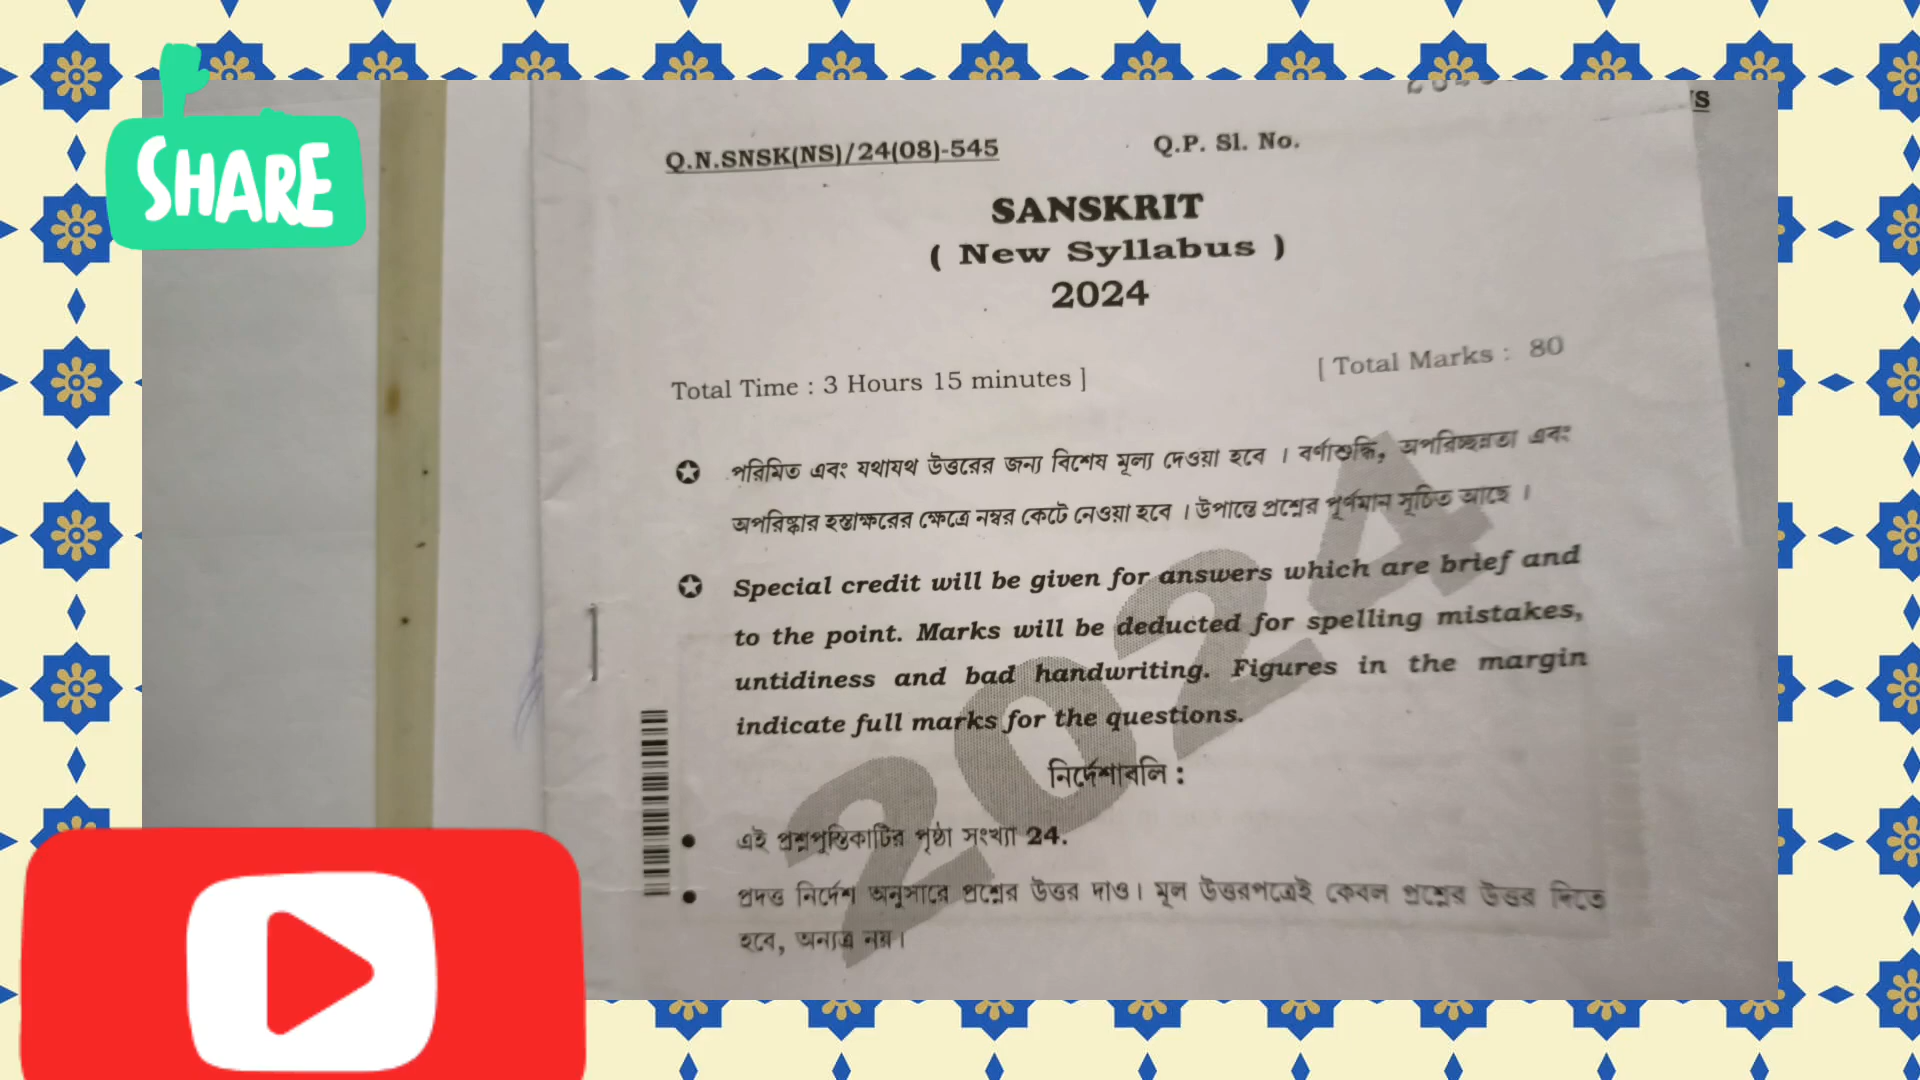 SHARE
Q.N.SNSK(NS)/24(08)-545
Q.P. Sl. No.
SANSKRIT
( New Syllabus )
2024
Total Time : 3 Hours 15 minutes ]
[ Total Marks : 80
পরিমিত এবং যথাযথ উত্তরের জন্য বিশেষ মূল্য দেওয়া হবে । বর্ণাশুদ্ধি, অপরিচ্ছন্নতা এবং
অপরিষ্কার হস্তাক্ষরের ক্ষেত্রে নম্বর কেটে নেওয়া হবে । উপান্তে প্রশ্নের পূর্ণমান সূচিত আছে ।
Special credit will be given for answers which are brief and
to the point. Marks will be deducted for spelling mistakes,
untidiness and bad handwriting. Figures in the margin
indicate full marks for the questions.
2024
নির্দেশাবলি :
এই প্রশ্নপুস্তিকাটির পৃষ্ঠা সংখ্যা 24.
প্রদত্ত নির্দেশ অনুসারে প্রশ্নের উত্তর দাও। মূল উত্তরপত্রেই কেবল প্রশ্নের উত্তর দিতে
হবে, অন্যত্র নয়।